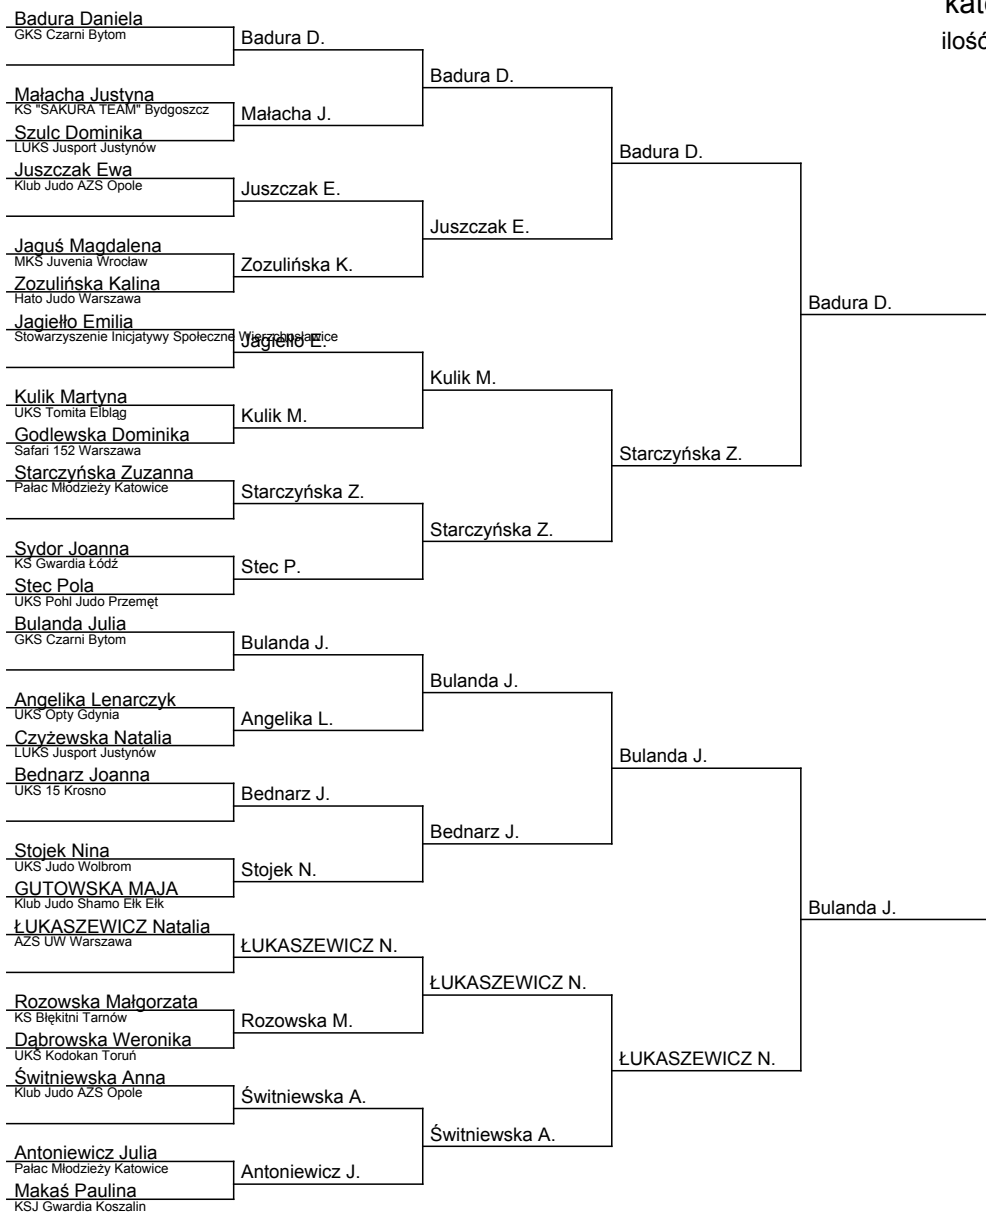 kate
ilość
Badura Daniela
GKS Czarni Bytom
Badura D.
Badura D.
Małacha Justyna
KS "SAKURA TEAM" Bydgoszcz
Małacha J.
Szulc Dominika
LUKS Jusport Justynów
Badura D.
Juszczak Ewa
Klub Judo AZS Opole
Juszczak E.
Juszczak E.
Jaguś Magdalena
MKS Juvenia Wrocław
Zozulińska K.
Zozulińska Kalina
Hato Judo Warszawa
Badura D.
Jagiełło Emilia
Stowarzyszenie Inicjatywy Społeczne Wierzchosławice
Jagiełło E.
Kulik M.
Kulik Martyna
UKS Tomita Elbląg
Kulik M.
Godlewska Dominika
Safari 152 Warszawa
Starczyńska Z.
Starczyńska Zuzanna
Pałac Młodzieży Katowice
Starczyńska Z.
Starczyńska Z.
Sydor Joanna
KS Gwardia Łódź
Stec P.
Stec Pola
UKS Pohl Judo Przemęt
Bulanda Julia
GKS Czarni Bytom
Bulanda J.
Bulanda J.
Angelika Lenarczyk
UKS Opty Gdynia
Angelika L.
Czyżewska Natalia
LUKS Jusport Justynów
Bulanda J.
Bednarz Joanna
UKS 15 Krosno
Bednarz J.
Bednarz J.
Stojek Nina
UKS Judo Wolbrom
Stojek N.
GUTOWSKA MAJA
Klub Judo Shamo Ełk Ełk
Bulanda J.
ŁUKASZEWICZ Natalia
AZS UW Warszawa
ŁUKASZEWICZ N.
ŁUKASZEWICZ N.
Rozowska Małgorzata
KS Błękitni Tarnów
Rozowska M.
Dąbrowska Weronika
UKS Kodokan Toruń
ŁUKASZEWICZ N.
Świtniewska Anna
Klub Judo AZS Opole
Świtniewska A.
Świtniewska A.
Antoniewicz Julia
Pałac Młodzieży Katowice
Antoniewicz J.
Makaś Paulina
KSJ Gwardia Koszalin